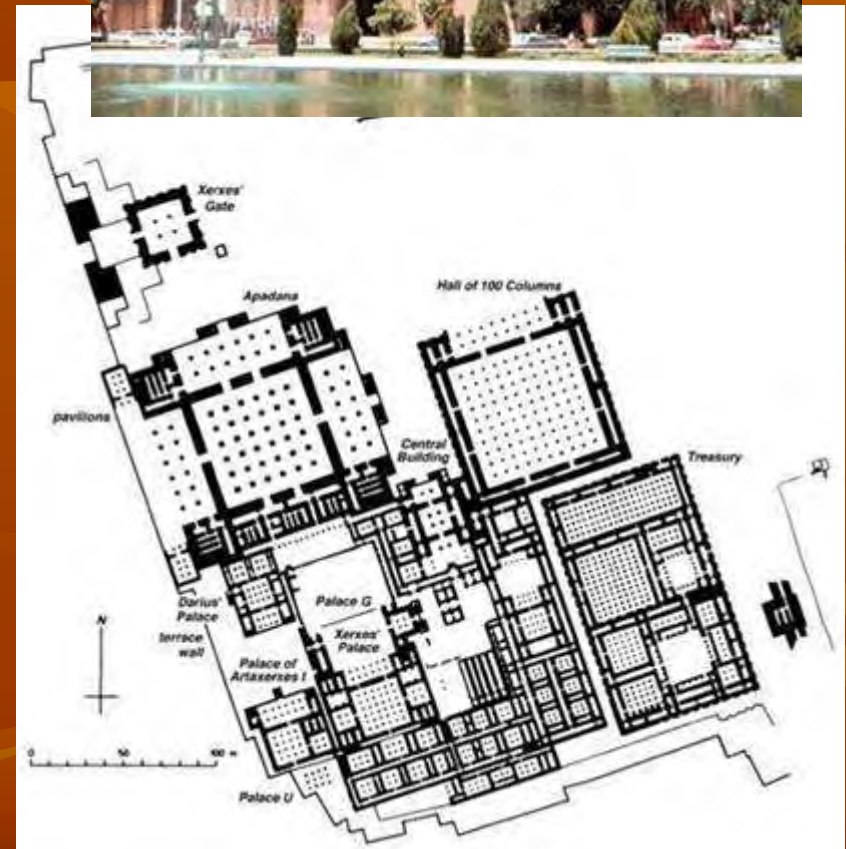 Xerxes'
Gate
Apadana
Hall of 100 Columns
pavilions
Central
Building
Treasury
Darius'
Palace
Palace G
N
terrace
wall
Xerxes'
Palace
Palace of
Artaxerxes I
0 50 100 m
Palace U